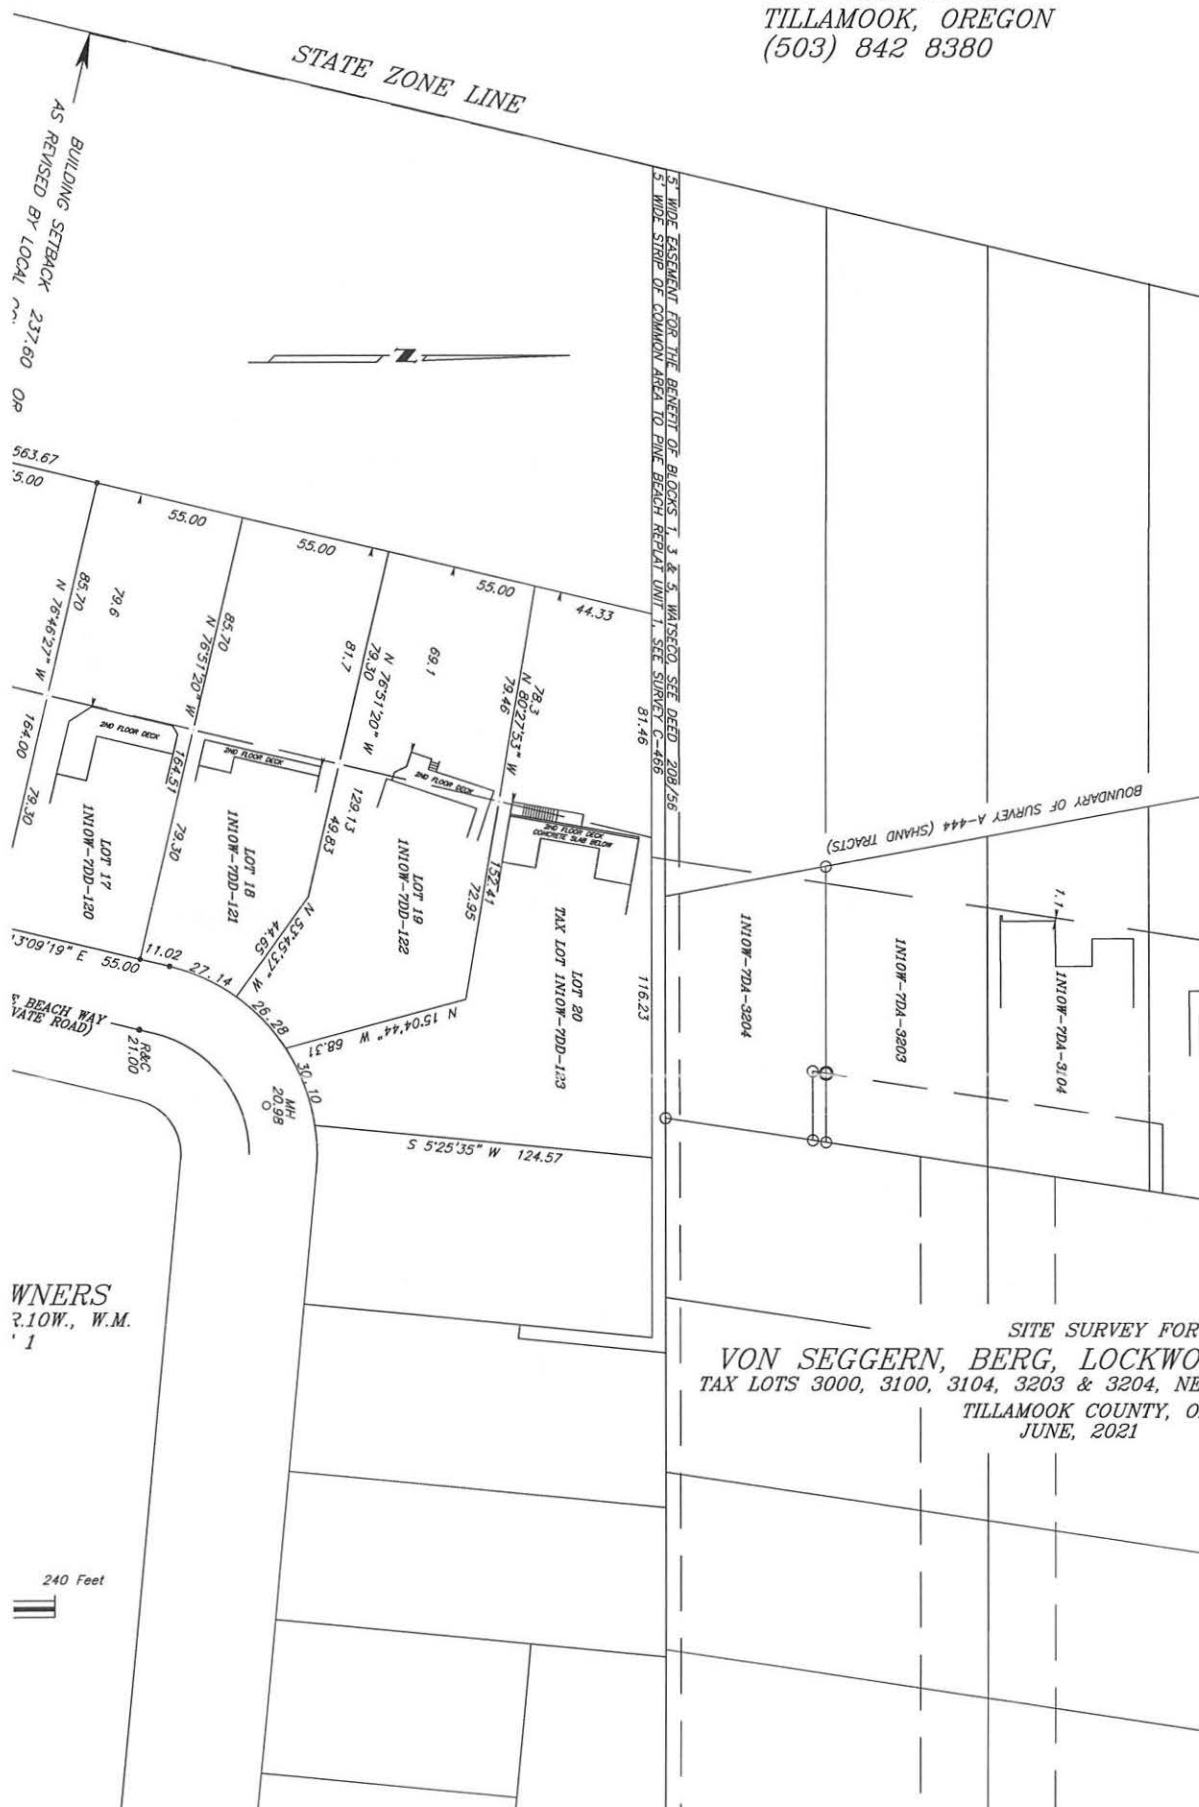 TILLAMOOK, OREGON
(503) 842 8380
STATE ZONE LINE
BUILDING SETBACK 237.60 OR
AS REVISED BY LOCAL
5' WIDE EASEMENT FOR THE BENEFIT OF BLOCKS 1, 3 & 5, WATSECO, SEE DEED 208/56
5' WIDE STRIP OF COMMON AREA TO PINE BEACH REPLAT UNIT 1, SEE SURVEY C-466
N
563.67
5.00
55.00
55.00
55.00
44.33
85.70
79.6
N 76°46'27" W
164.00
79.30
85.70
N 76°51'20" W
164.51
79.30
81.7
79.30
N 76°51'20" W
129.13
49.83
69.1
78.3
N 80°27'53" W
79.46
152.41
72.95
81.46
116.23
2ND FLOOR DECK
2ND FLOOR DECK
2ND FLOOR DECK
2ND FLOOR DECK
CONCRETE SLAB BELOW
LOT 17
1N10W-7DD-120
LOT 18
1N10W-7DD-121
LOT 19
1N10W-7DD-122
LOT 20
TAX LOT 1N10W-7DD-123
BOUNDARY OF SURVEY A-444 (SHAND TRACTS)
1N10W-7DA-3204
1N10W-7DA-3203
1N10W-7DA-3104
7.1
N 53°45'37" W
44.65
N 15°04'44" W 68.31
13°09'19" E 55.00
11.02
27.14
26.28
30.10
BEACH WAY
VATE ROAD)
R&C
21.00
MH
20.98
S 5°25'35" W 124.57
WNERS
R.10W., W.M.
' 1
SITE SURVEY FOR
VON SEGGERN, BERG, LOCKWO
TAX LOTS 3000, 3100, 3104, 3203 & 3204, NE
TILLAMOOK COUNTY, O
JUNE, 2021
240 Feet